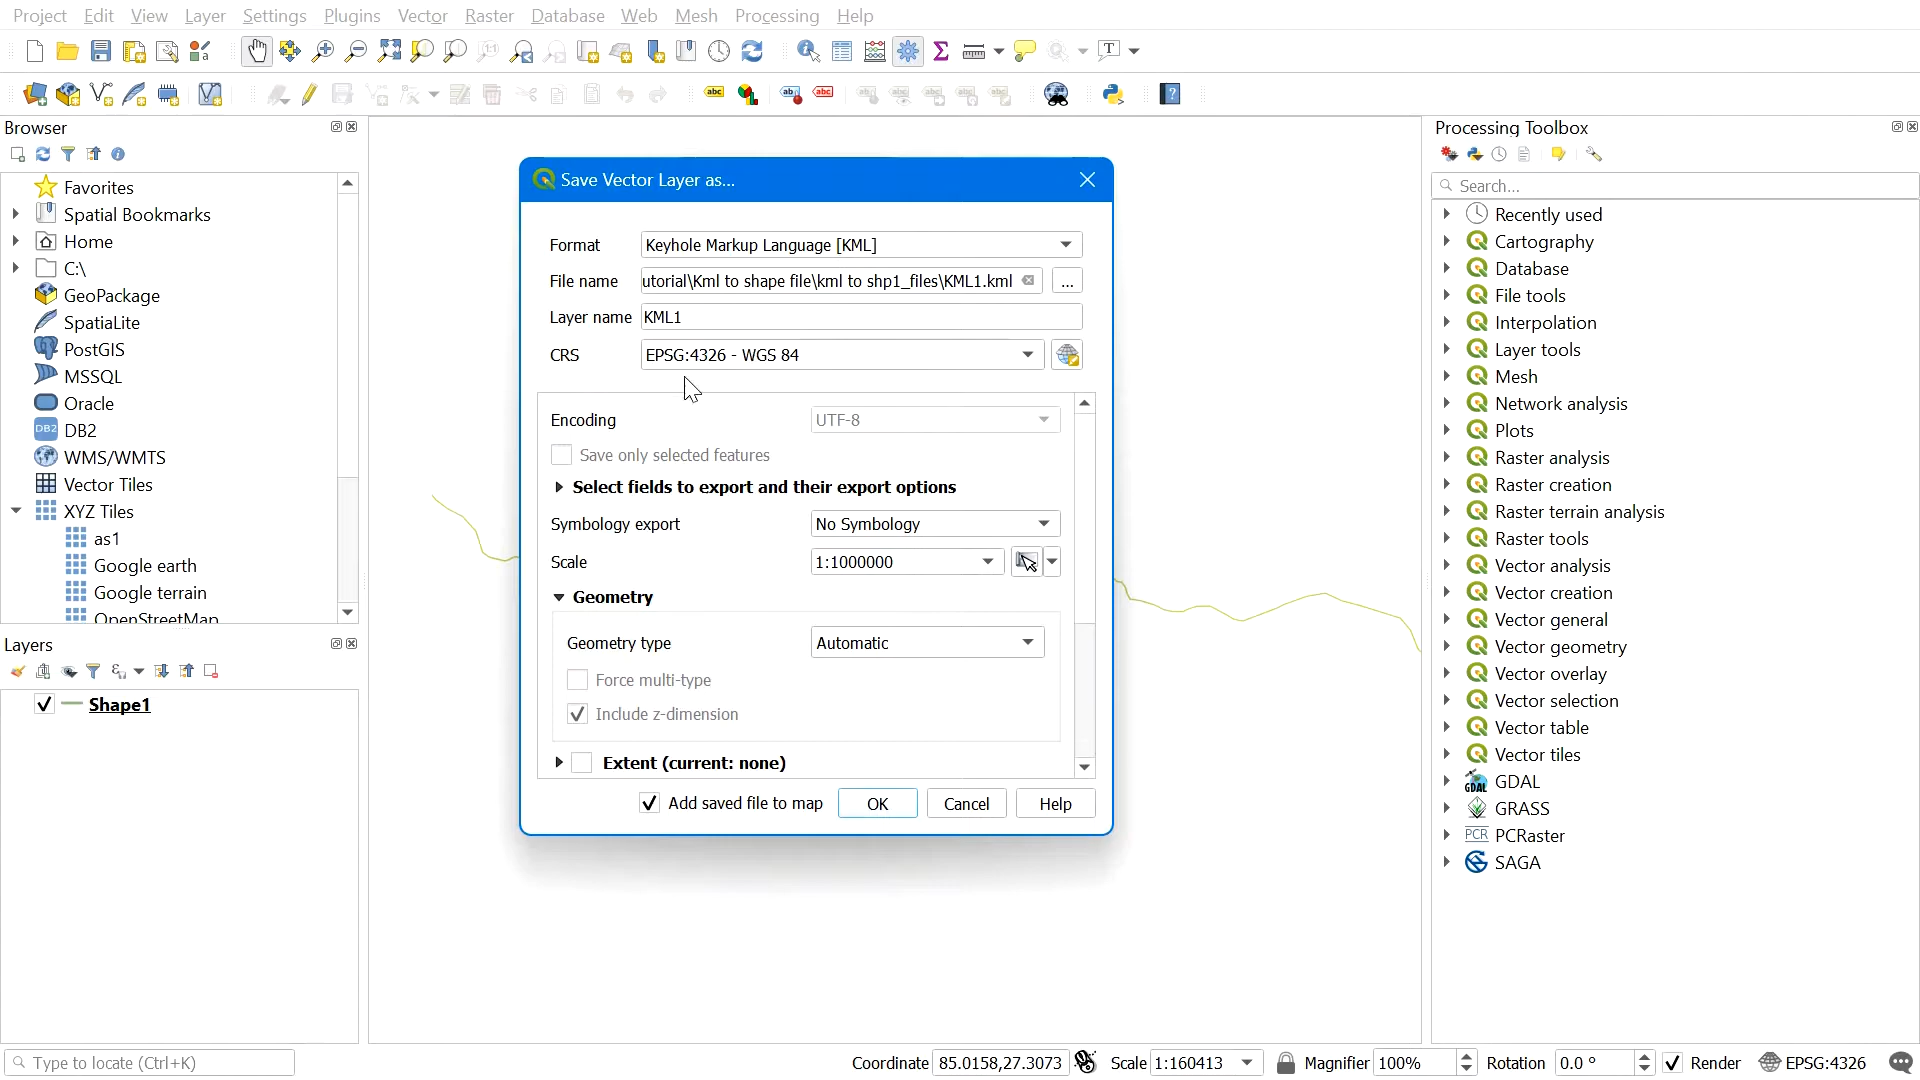 Project Edit View Layer Settings Plugins Vector Raster Database Web Mesh Processing Help
Browser
Favorites
Spatial Bookmarks
Home
C:\
GeoPackage
SpatiaLite
PostGIS
MSSQL
Oracle
DB2
WMS/WMTS
Vector Tiles
XYZ Tiles
as1
Google earth
Google terrain
OpenStreetMap
Layers
Shape1
Save Vector Layer as...
Format Keyhole Markup Language [KML]
File name utorial\Kml to shape file\kml to shp1_files\KML1.kml ...
Layer name KML1
CRS EPSG:4326 - WGS 84
Encoding UTF-8
Save only selected features
Select fields to export and their export options
Symbology export No Symbology
Scale 1:1000000
Geometry
Geometry type Automatic
Force multi-type
Include z-dimension
Extent (current: none)
Add saved file to map OK Cancel Help
Processing Toolbox
Search...
Recently used
Cartography
Database
File tools
Interpolation
Layer tools
Mesh
Network analysis
Plots
Raster analysis
Raster creation
Raster terrain analysis
Raster tools
Vector analysis
Vector creation
Vector general
Vector geometry
Vector overlay
Vector selection
Vector table
Vector tiles
GDAL
GRASS
PCR PCRaster
SAGA
Type to locate (Ctrl+K)
Coordinate 85.0158,27.3073 Scale 1:160413 Magnifier 100% Rotation 0.0 ° Render EPSG:4326